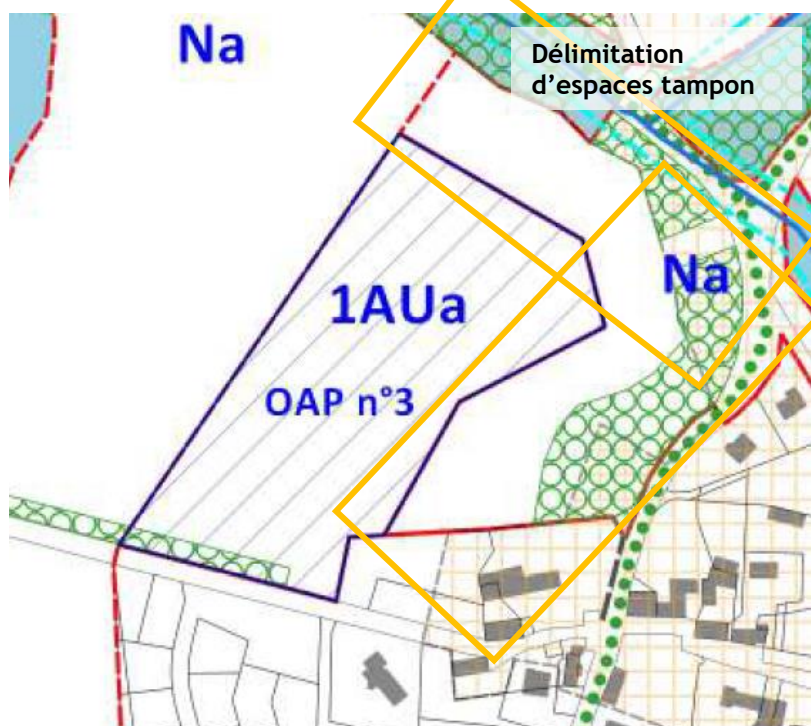 Na
Délimitation
d’espaces tampon
Na
1AUa
OAP n°3